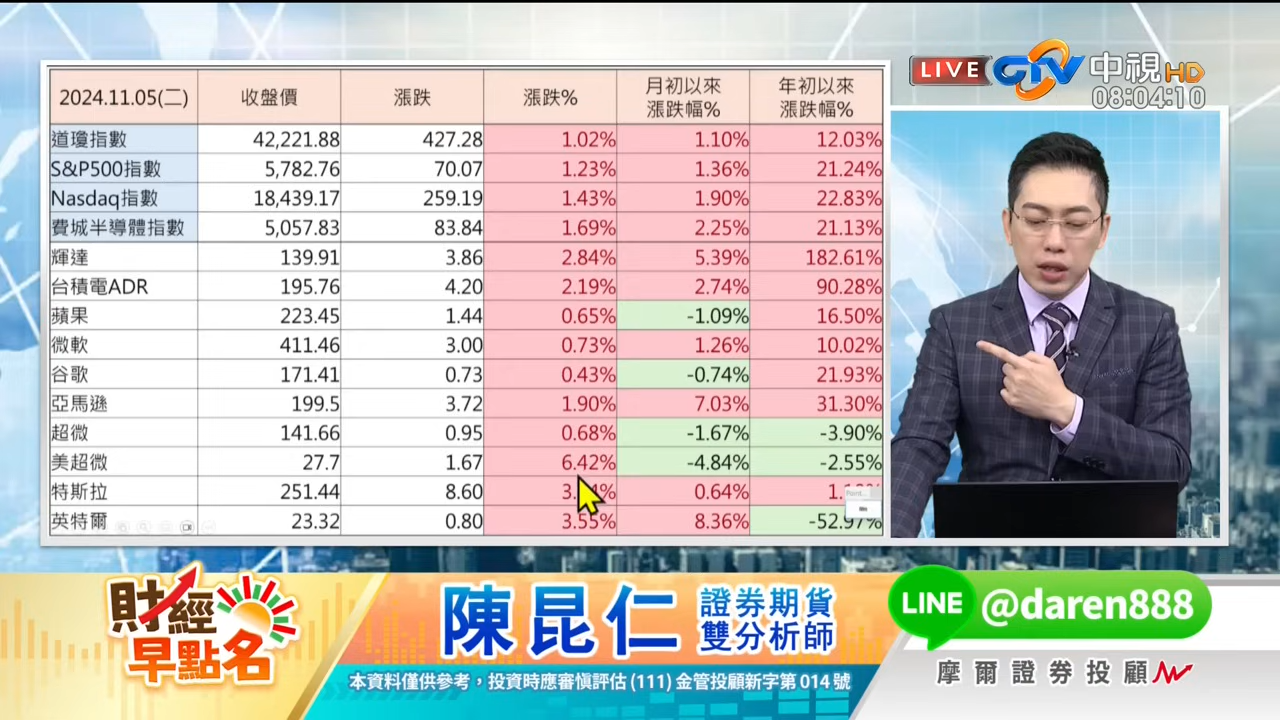 LIVE CTV 中視HD
08:04:10
2024.11.05(二) 收盤價 漲跌 漲跌% 月初以來漲跌幅% 年初以來漲跌幅%
道瓊指數 42,221.88 427.28 1.02% 1.10% 12.03%
S&P500指數 5,782.76 70.07 1.23% 1.36% 21.24%
Nasdaq指數 18,439.17 259.19 1.43% 1.90% 22.83%
費城半導體指數 5,057.83 83.84 1.69% 2.25% 21.13%
輝達 139.91 3.86 2.84% 5.39% 182.61%
台積電ADR 195.76 4.20 2.19% 2.74% 90.28%
蘋果 223.45 1.44 0.65% -1.09% 16.50%
微軟 411.46 3.00 0.73% 1.26% 10.02%
谷歌 171.41 0.73 0.43% -0.74% 21.93%
亞馬遜 199.5 3.72 1.90% 7.03% 31.30%
超微 141.66 0.95 0.68% -1.67% -3.90%
美超微 27.7 1.67 6.42% -4.84% -2.55%
特斯拉 251.44 8.60 0.64%
英特爾 23.32 0.80 3.55% 8.36% -52.97%
財經早點名
陳昆仁
證券期貨
雙分析師
LINE @daren888
摩爾證券投顧
本資料僅供參考，投資時應審慎評估(111)金管投顧新字第014號